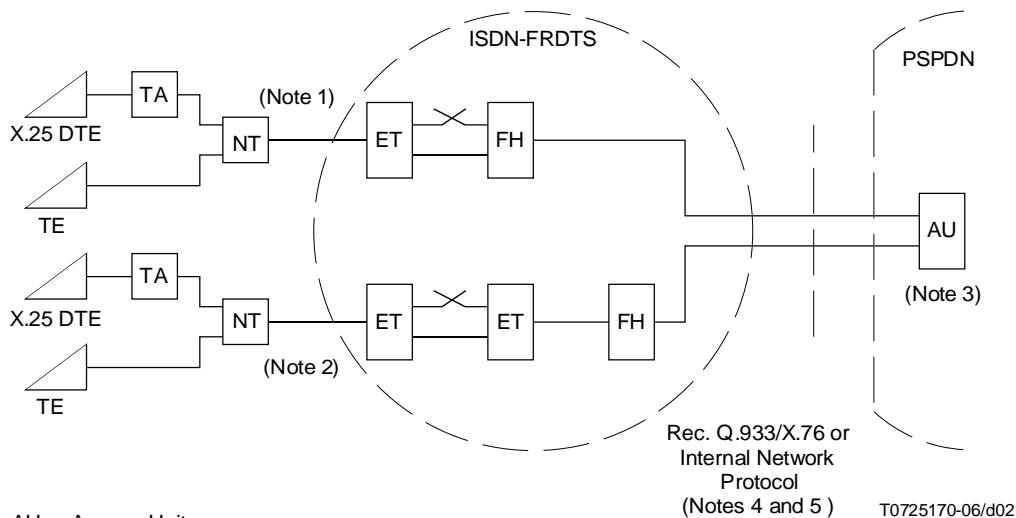 ISDN-FRDTS
PSPDN
TA
(Note 1)
X.25 DTE
NT
ET
FH
TE
AU
(Note 3)
TA
X.25 DTE
NT
ET
ET
FH
(Note 2)
TE
Rec. Q.933/X.76 or
Internal Network
Protocol
(Notes 4 and 5 )
T0725170-06/d02